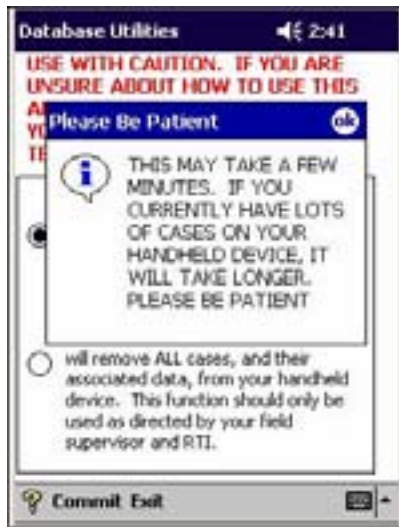 Database Utilities 2:41
USE WITH CAUTION. IF YOU ARE
UNSURE ABOUT HOW TO USE THIS
Please Be Patient ok
THIS MAY TAKE A FEW
MINUTES. IF YOU
CURRENTLY HAVE LOTS
OF CASES ON YOUR
HANDHELD DEVICE, IT
WILL TAKE LONGER.
PLEASE BE PATIENT
will remove ALL cases, and their
associated data, from your handheld
device. This function should only be
used as directed by your field
supervisor and RTI.
Commit Exit